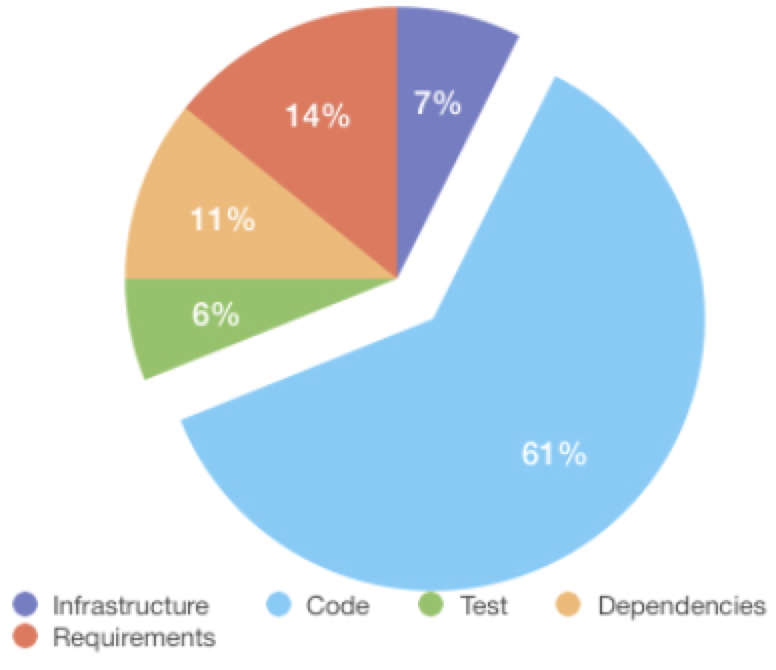 14%
7%
11%
6%
61%
Infrastructure Code Test Dependencies
Requirements